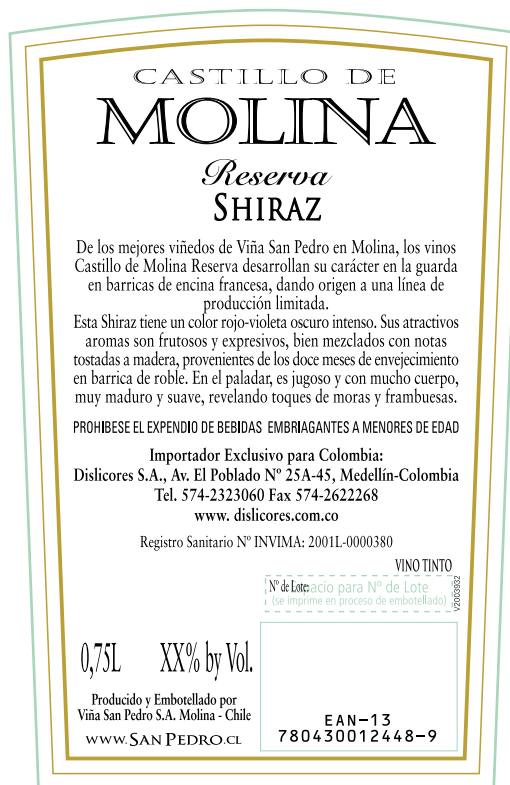 CASTILLO DE
MOLINA
Reserva
SHIRAZ
De los mejores viñedos de Viña San Pedro en Molina, los vinos
Castillo de Molina Reserva desarrollan su carácter en la guarda
en barricas de encina francesa, dando origen a una línea de
producción limitada.
Esta Shiraz tiene un color rojo-violeta oscuro intenso. Sus atractivos
aromas son frutosos y expresivos, bien mezclados con notas
tostadas a madera, provenientes de los doce meses de envejecimiento
en barrica de roble. En el paladar, es jugoso y con mucho cuerpo,
muy maduro y suave, revelando toques de moras y frambuesas.
PROHIBESE EL EXPENDIO DE BEBIDAS EMBRIAGANTES A MENORES DE EDAD
Importador Exclusivo para Colombia:
Dislicores S.A., Av. El Poblado Nº 25A-45, Medellín-Colombia
Tel. 574-2323060 Fax 574-2622268
www. dislicores.com.co
Registro Sanitario Nº INVIMA: 2001L-0000380
VINO TINTO
Nº de Lote: para Nº de Lote
(se imprime en proceso de embotellado)
V2003932
0,75L XX% by Vol.
Producido y Embotellado por
Viña San Pedro S.A. Molina - Chile
WWW.SAN PEDRO.CL
EAN-13
780430012448-9